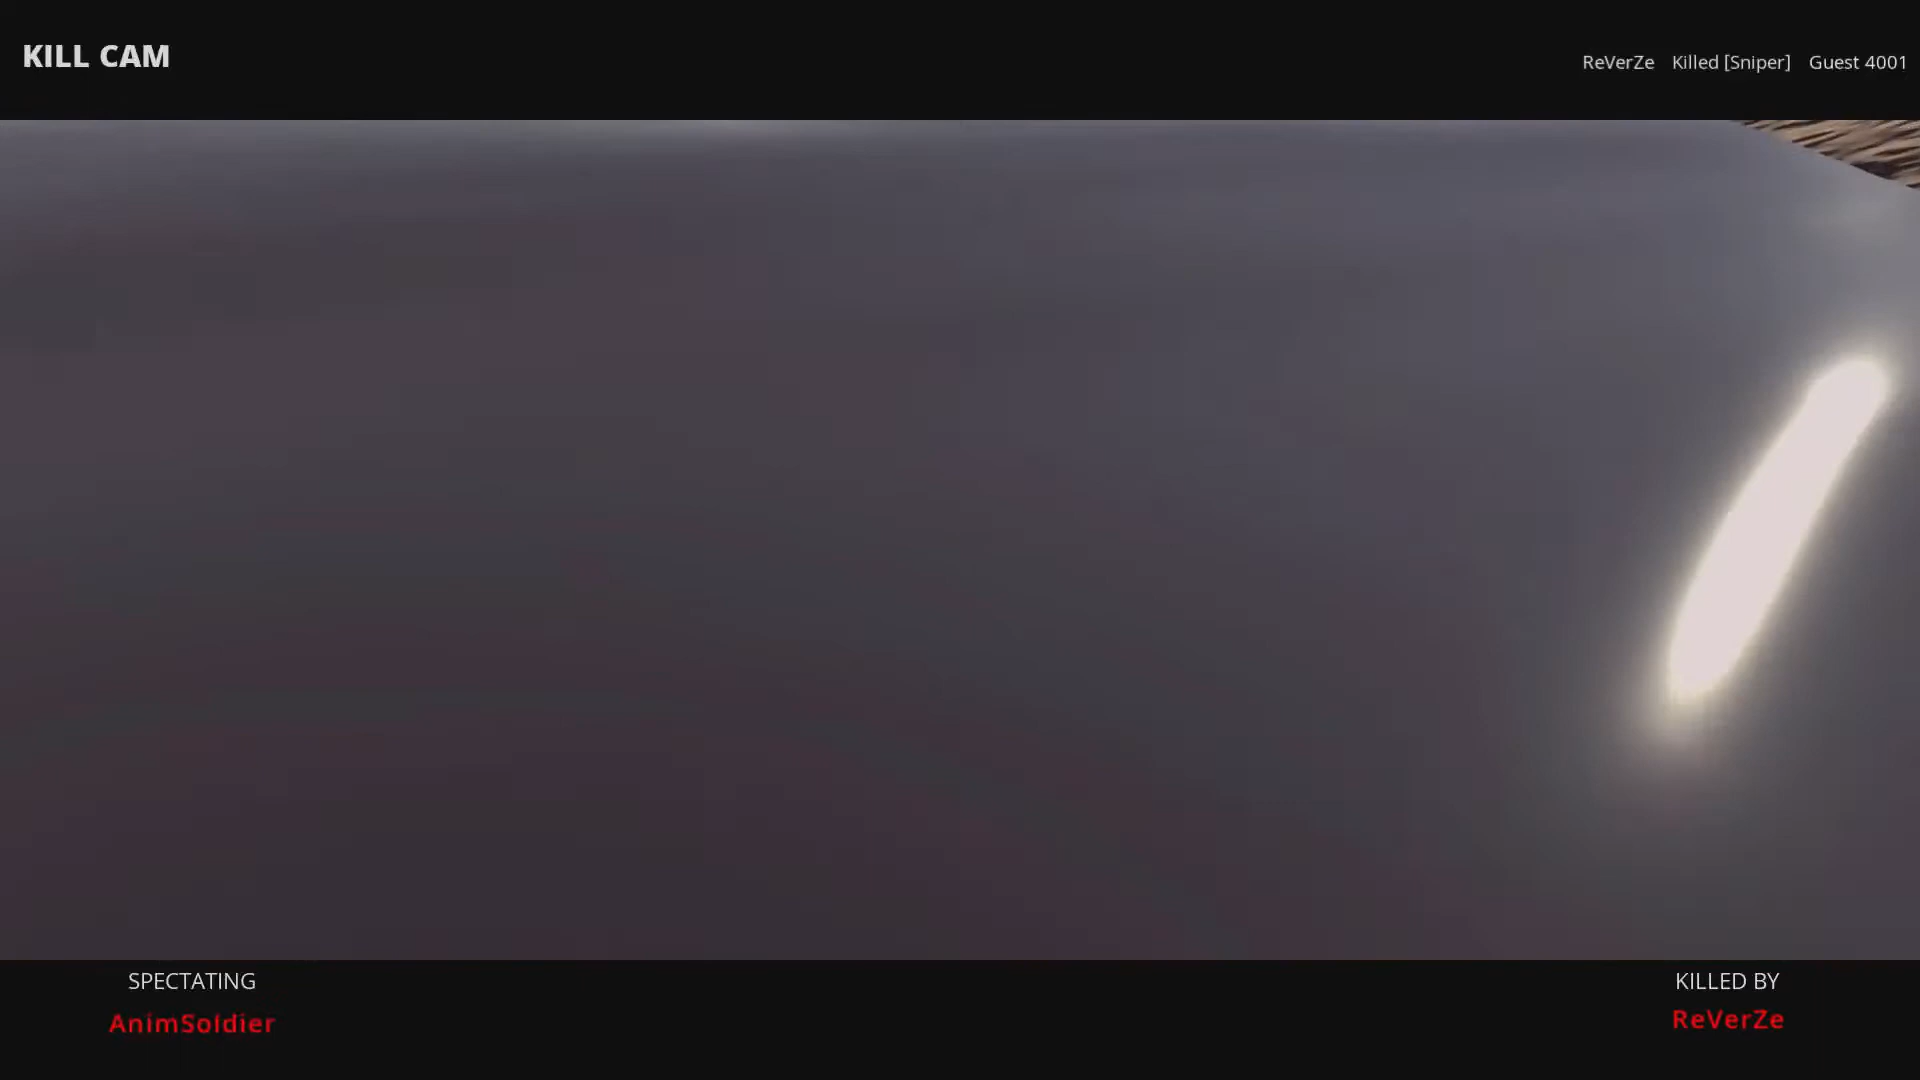 KILL CAM
ReVerZe Killed [Sniper] Guest 4001
SPECTATING
AnimSoldier
KILLED BY
ReVerZe